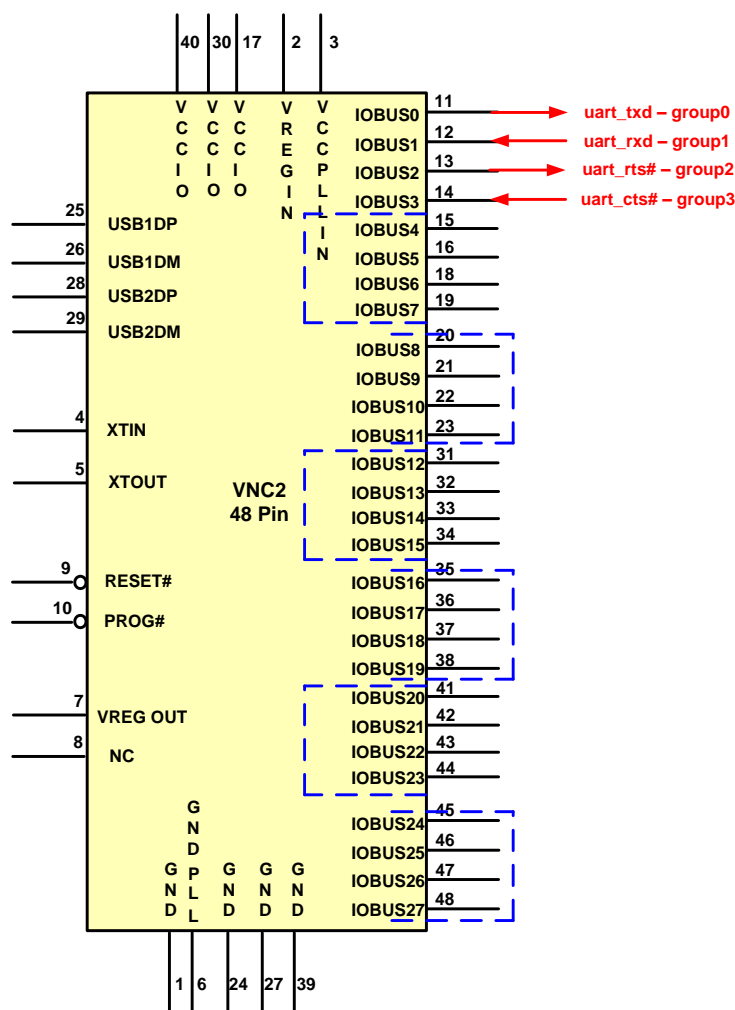 40 30 17 2 3
VCCIO VCCIO VCCIO VREGIN VCCPLLIN
25 USB1DP
26 USB1DM
28 USB2DP
29 USB2DM
4 XTIN
5 XTOUT
9 RESET#
10 PROG#
7 VREG OUT
8 NC
VNC2
48 Pin
IOBUS0 11 uart_txd – group0
IOBUS1 12 uart_rxd – group1
IOBUS2 13 uart_rts# – group2
IOBUS3 14 uart_cts# – group3
IOBUS4 15
IOBUS5 16
IOBUS6 18
IOBUS7 19
IOBUS8 20
IOBUS9 21
IOBUS10 22
IOBUS11 23
IOBUS12 31
IOBUS13 32
IOBUS14 33
IOBUS15 34
IOBUS16 35
IOBUS17 36
IOBUS18 37
IOBUS19 38
IOBUS20 41
IOBUS21 42
IOBUS22 43
IOBUS23 44
IOBUS24 45
IOBUS25 46
IOBUS26 47
IOBUS27 48
GND GNDPLL GND GND GND
1 6 24 27 39